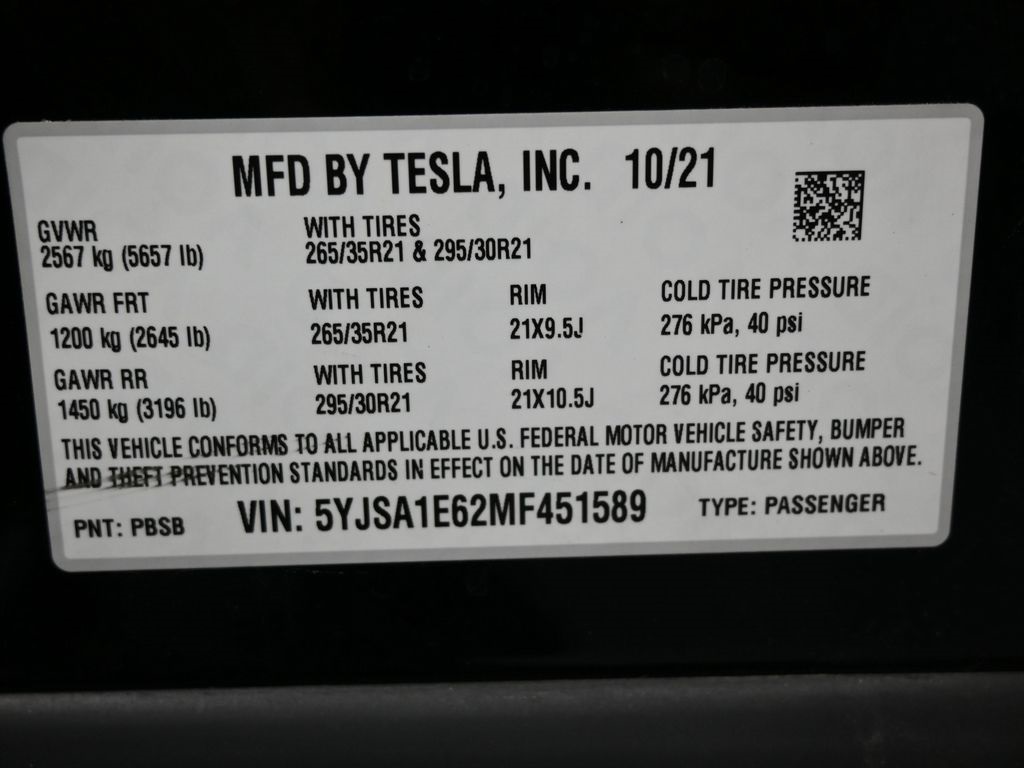 MFD BY TESLA, INC. 10/21
GVWR WITH TIRES
2567 kg (5657 lb) 265/35R21 & 295/30R21
GAWR FRT WITH TIRES RIM COLD TIRE PRESSURE
1200 kg (2645 lb) 265/35R21 21X9.5J 276 kPa, 40 psi
GAWR RR WITH TIRES RIM COLD TIRE PRESSURE
1450 kg (3196 lb) 295/30R21 21X10.5J 276 kPa, 40 psi
THIS VEHICLE CONFORMS TO ALL APPLICABLE U.S. FEDERAL MOTOR VEHICLE SAFETY, BUMPER
AND THEFT PREVENTION STANDARDS IN EFFECT ON THE DATE OF MANUFACTURE SHOWN ABOVE.
PNT: PBSB VIN: 5YJSA1E62MF451589 TYPE: PASSENGER